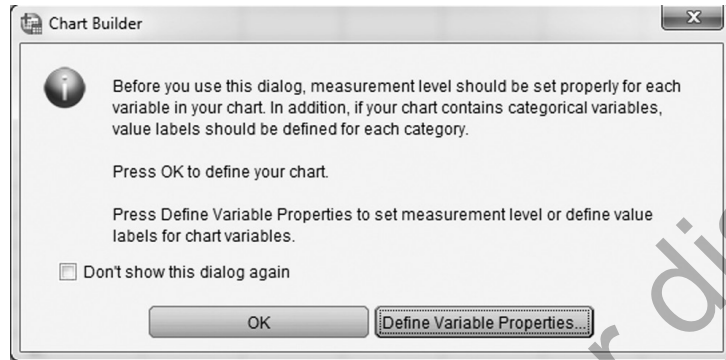 Chart Builder
Before you use this dialog, measurement level should be set properly for each
variable in your chart. In addition, if your chart contains categorical variables,
value labels should be defined for each category.
Press OK to define your chart.
Press Define Variable Properties to set measurement level or define value
labels for chart variables.
Don't show this dialog again
OK
Define Variable Properties...